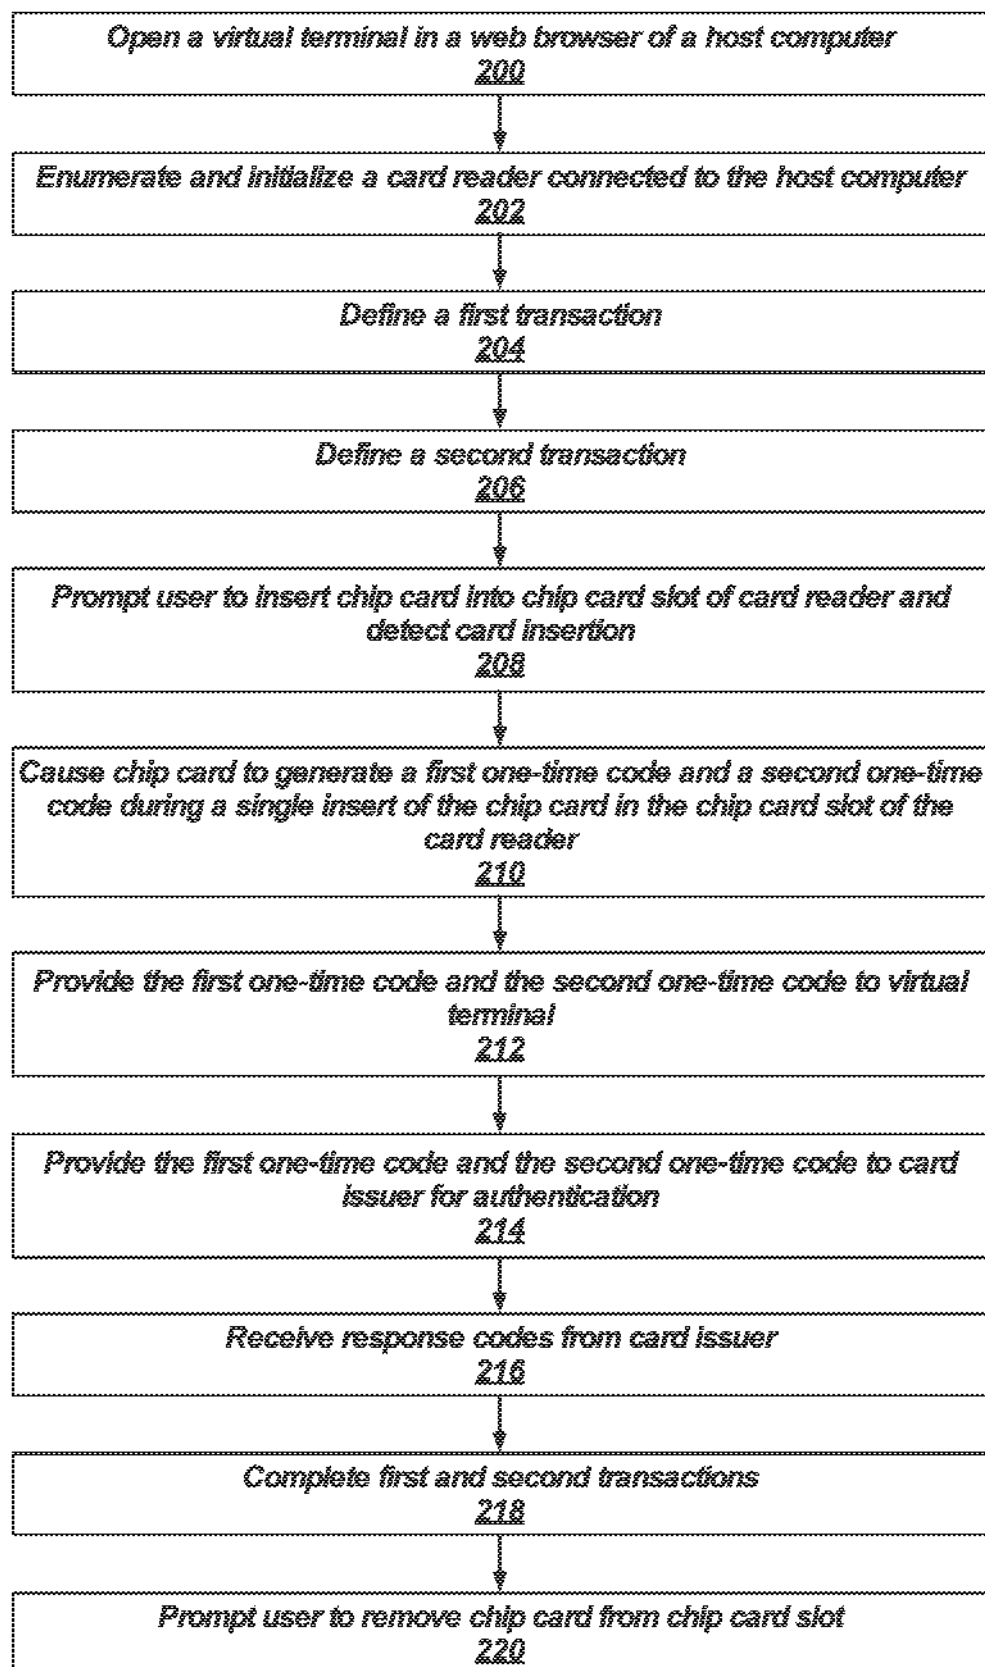 Open a virtual terminal in a web browser of a host computer
200
Enumerate and initialize a card reader connected to the host computer
202
Define a first transaction
204
Define a second transaction
206
Prompt user to insert chip card into chip card slot of card reader and
detect card insertion
208
Cause chip card to generate a first one-time code and a second one-time
code during a single insert of the chip card in the chip card slot of the
card reader
210
Provide the first one-time code and the second one-time code to virtual
terminal
212
Provide the first one-time code and the second one-time code to card
issuer for authentication
214
Receive response codes from card issuer
216
Complete first and second transactions
218
Prompt user to remove chip card from chip card slot
220